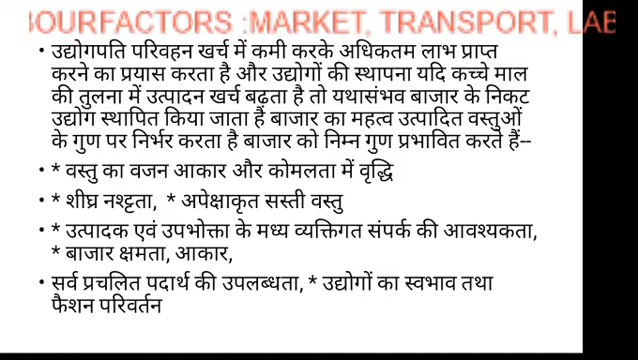 BOURFACTORS :MARKET, TRANSPORT, LAB
• उद्योगपति परिवहन खर्च में कमी करके अधिकतम लाभ प्राप्त
करने का प्रयास करता है और उद्योगों की स्थापना यदि कच्चे माल
की तुलना में उत्पादन खर्च बढ़ता है तो यथासंभव बाजार के निकट
उद्योग स्थापित किया जाता हैं बाजार का महत्व उत्पादित वस्तुओं
के गुण पर निर्भर करता है बाजार को निम्न गुण प्रभावित करते हैं--
• * वस्तु का वजन आकार और कोमलता में वृद्धि
• * शीघ्र नश्ट्टता, * अपेक्षाकृत सस्ती वस्तु
• * उत्पादक एवं उपभोक्ता के मध्य व्यक्तिगत संपर्क की आवश्यकता,
* बाजार क्षमता, आकार,
• सर्व प्रचलित पदार्थ की उपलब्धता, * उद्योगों का स्वभाव तथा
फैशन परिवर्तन